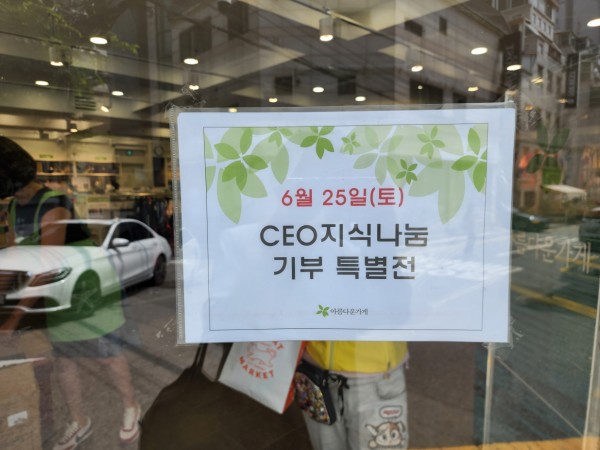 6월 25일(토)
CEO지식나눔
기부 특별전
아름다운가게
MARKET